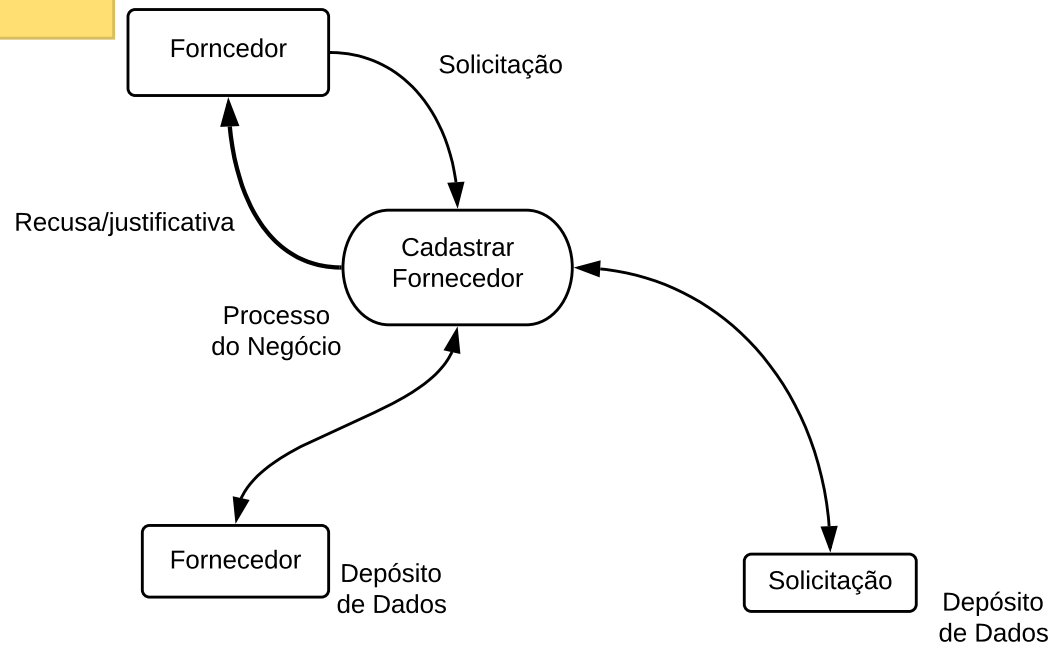 Forncedor
Solicitação
Recusa/justificativa
Cadastrar
Fornecedor
Processo
do Negócio
Fornecedor
Depósito
de Dados
Solicitação
Depósito
de Dados